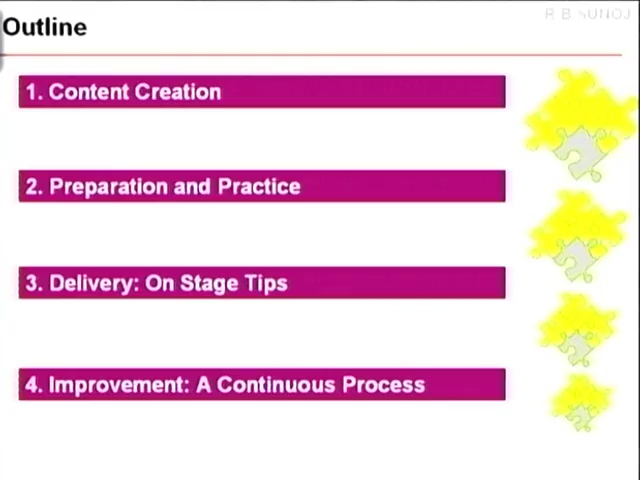 R B SUNOJ
Outline
1. Content Creation
2. Preparation and Practice
3. Delivery: On Stage Tips
4. Improvement: A Continuous Process